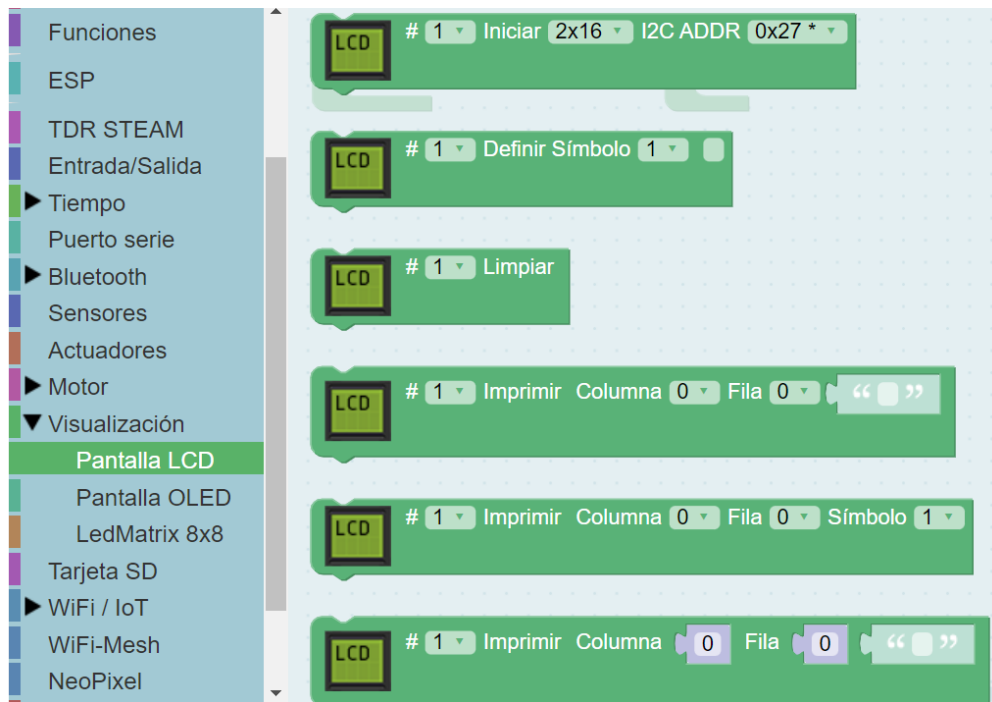 Funciones
ESP
TDR STEAM
Entrada/Salida
Tiempo
Puerto serie
Bluetooth
Sensores
Actuadores
Motor
Visualización
Pantalla LCD
Pantalla OLED
LedMatrix 8x8
Tarjeta SD
WiFi / IoT
WiFi-Mesh
NeoPixel
LCD # 1 Iniciar 2x16 I2C ADDR 0x27 *
LCD # 1 Definir Símbolo 1
LCD # 1 Limpiar
LCD # 1 Imprimir Columna 0 Fila 0 “ ”
LCD # 1 Imprimir Columna 0 Fila 0 Símbolo 1
LCD # 1 Imprimir Columna 0 Fila 0 “ ”